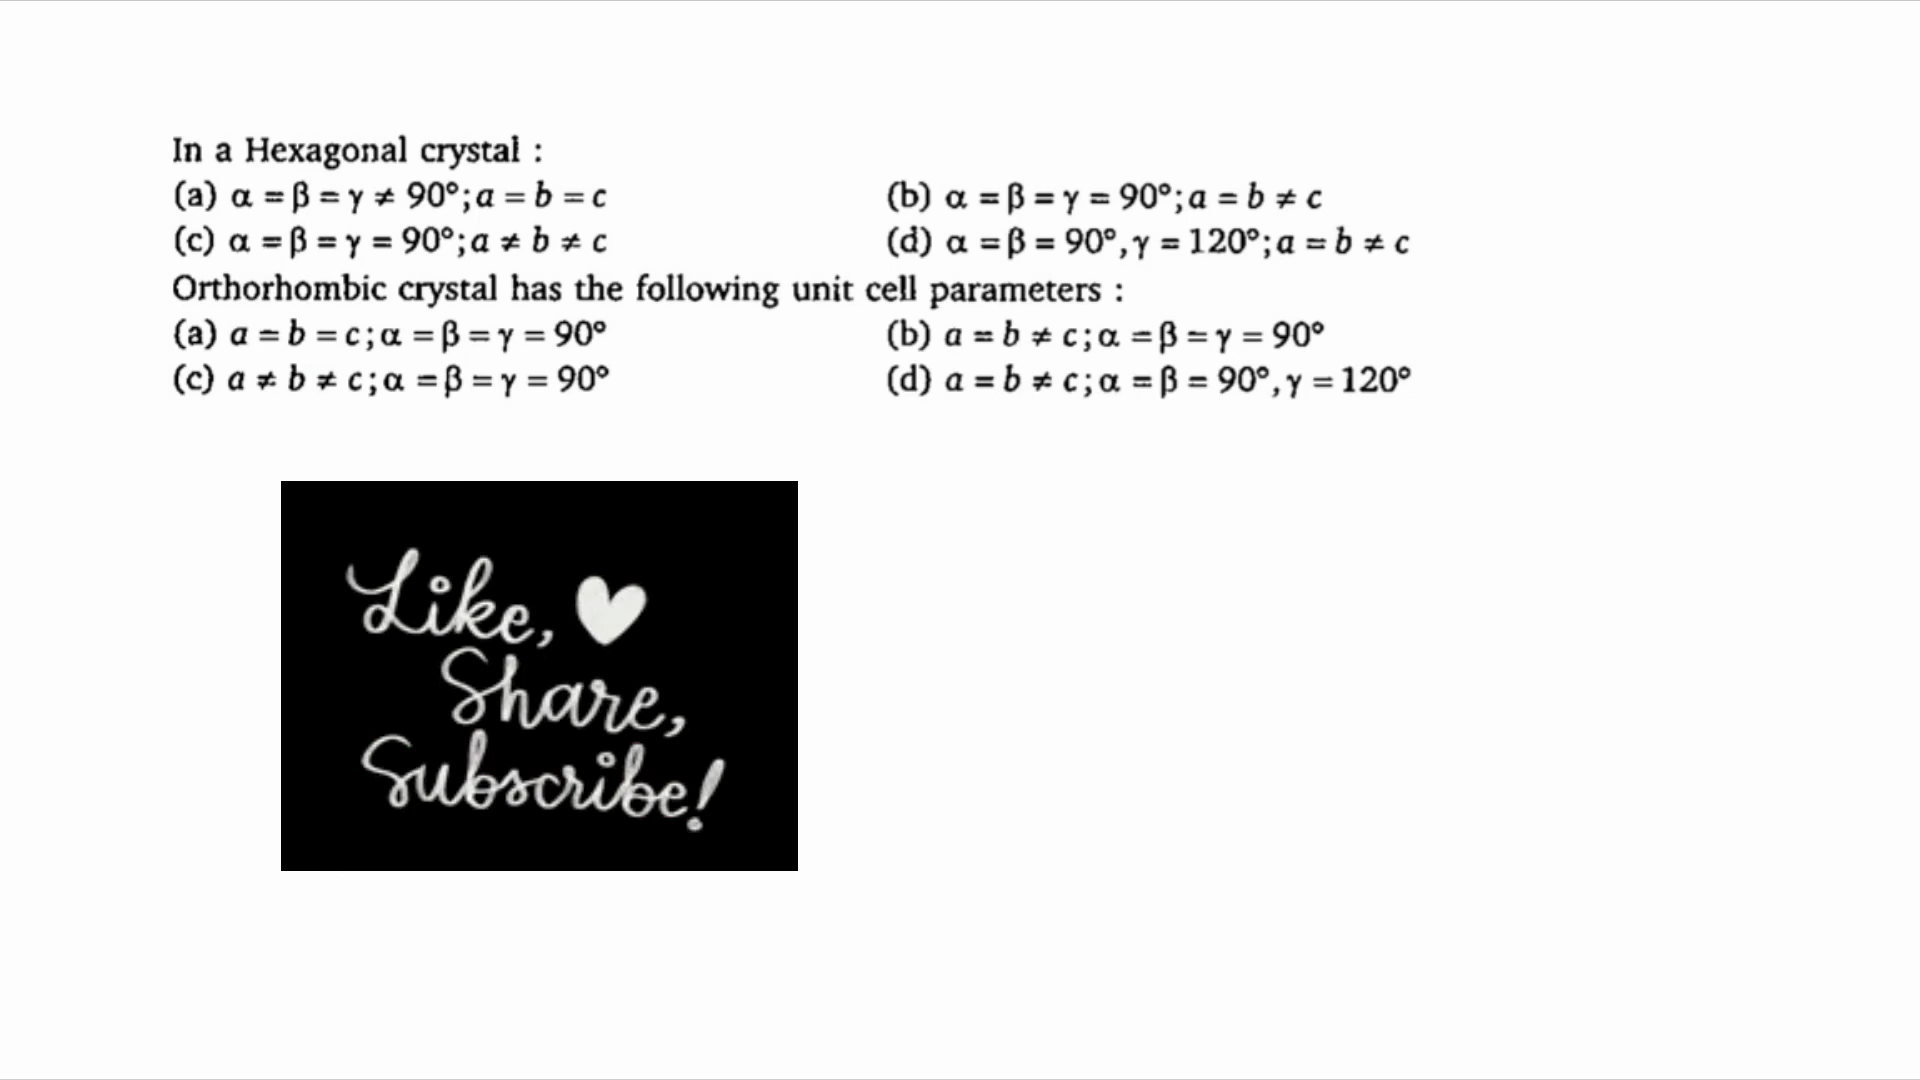 In a Hexagonal crystal :
(a) α = β = γ ≠ 90°; a = b = c (b) α = β = γ = 90°; a = b ≠ c
(c) α = β = γ = 90°; a ≠ b ≠ c (d) α = β = 90°, γ = 120°; a = b ≠ c
Orthorhombic crystal has the following unit cell parameters :
(a) a = b = c; α = β = γ = 90° (b) a = b ≠ c; α = β = γ = 90°
(c) a ≠ b ≠ c; α = β = γ = 90° (d) a = b ≠ c; α = β = 90°, γ = 120°
Like,
Share,
Subscribe!